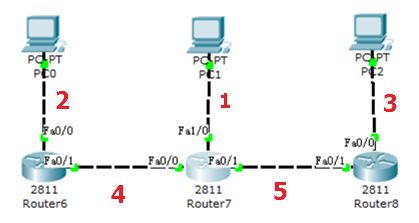 PC-PT
PC0
PC-PT
PC1
PC-PT
PC2
2
1
3
Fa0/0
Fa1/0
Fa0/0
Fa0/1
Fa0/0
Fa0/1
Fa0/1
2811
Router6
4
2811
Router7
5
2811
Router8